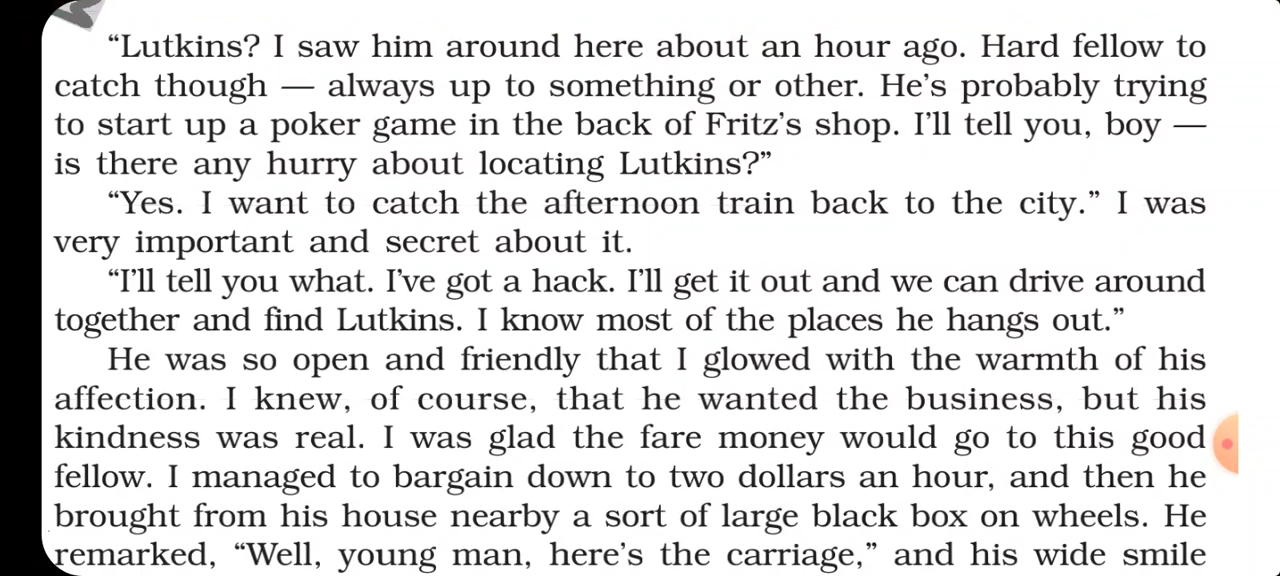 “Lutkins? I saw him around here about an hour ago. Hard fellow to
catch though — always up to something or other. He’s probably trying
to start up a poker game in the back of Fritz’s shop. I’ll tell you, boy —
is there any hurry about locating Lutkins?”
“Yes. I want to catch the afternoon train back to the city.” I was
very important and secret about it.
“I’ll tell you what. I’ve got a hack. I’ll get it out and we can drive around
together and find Lutkins. I know most of the places he hangs out.”
He was so open and friendly that I glowed with the warmth of his
affection. I knew, of course, that he wanted the business, but his
kindness was real. I was glad the fare money would go to this good
fellow. I managed to bargain down to two dollars an hour, and then he
brought from his house nearby a sort of large black box on wheels. He
remarked, “Well, young man, here’s the carriage,” and his wide smile